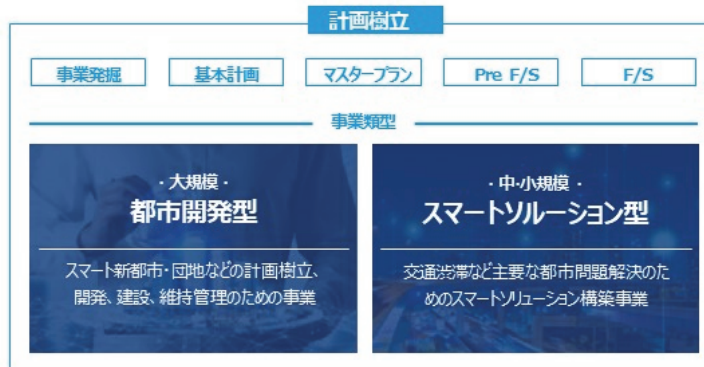 計画樹立
事業発掘 基本計画 マスタープラン Pre F/S F/S
事業類型
・大規模・
都市開発型
スマート新都市・団地などの計画樹立、
開発、建設、維持管理のための事業
・中・小規模・
スマートソルーション型
交通渋滞など主要な都市問題解決のた
めのスマートソリューション構築事業